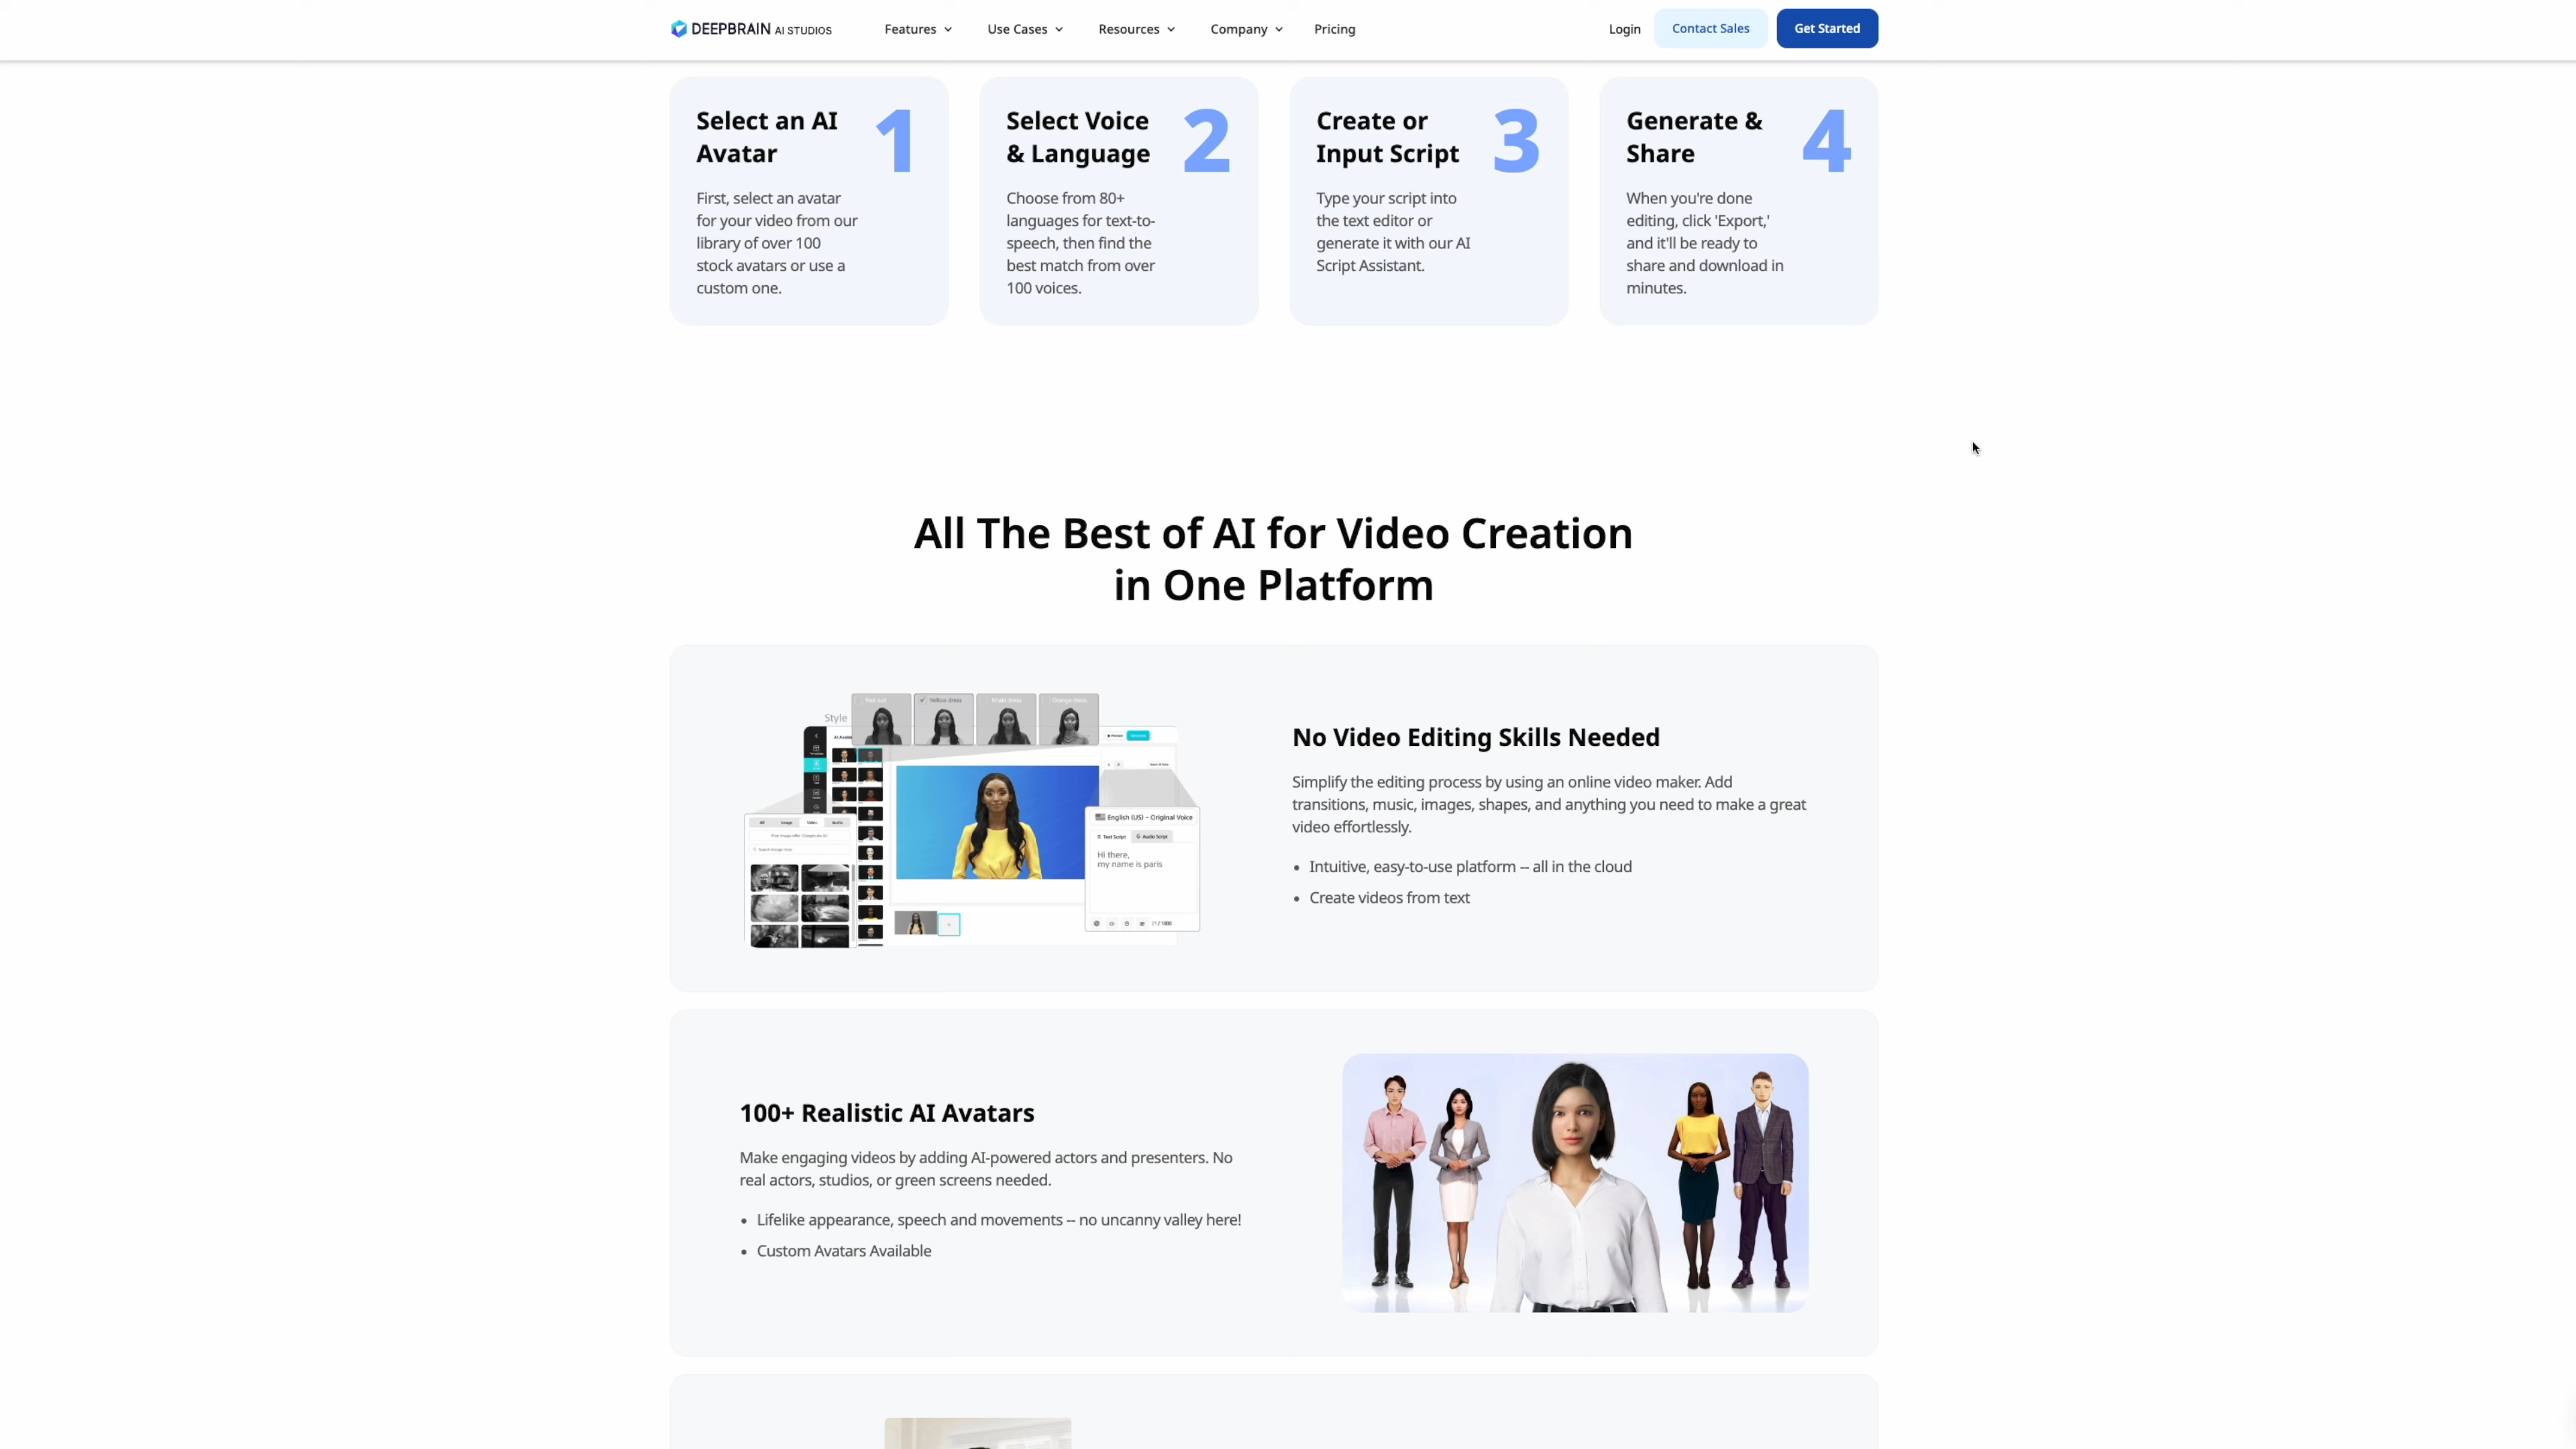 DEEPBRAIN AI STUDIOS
Features
Use Cases
Resources
Company
Pricing
Login
Contact Sales
Get Started
Select an AI
Avatar
1
First, select an avatar
for your video from our
library of over 100
stock avatars or use a
custom one.
Select Voice
& Language
2
Choose from 80+
languages for text-to-
speech, then find the
best match from over
100 voices.
Create or
Input Script
3
Type your script into
the text editor or
generate it with our AI
Script Assistant.
Generate &
Share
4
When you're done
editing, click 'Export,'
and it'll be ready to
share and download in
minutes.
All The Best of AI for Video Creation
in One Platform
Style
Yellow dress
English (US) – Original Voice
Text Script
Audio Script
Hi there,
my name is paris
No Video Editing Skills Needed
Simplify the editing process by using an online video maker. Add
transitions, music, images, shapes, and anything you need to make a great
video effortlessly.
• Intuitive, easy-to-use platform -- all in the cloud
• Create videos from text
100+ Realistic AI Avatars
Make engaging videos by adding AI-powered actors and presenters. No
real actors, studios, or green screens needed.
• Lifelike appearance, speech and movements -- no uncanny valley here!
• Custom Avatars Available